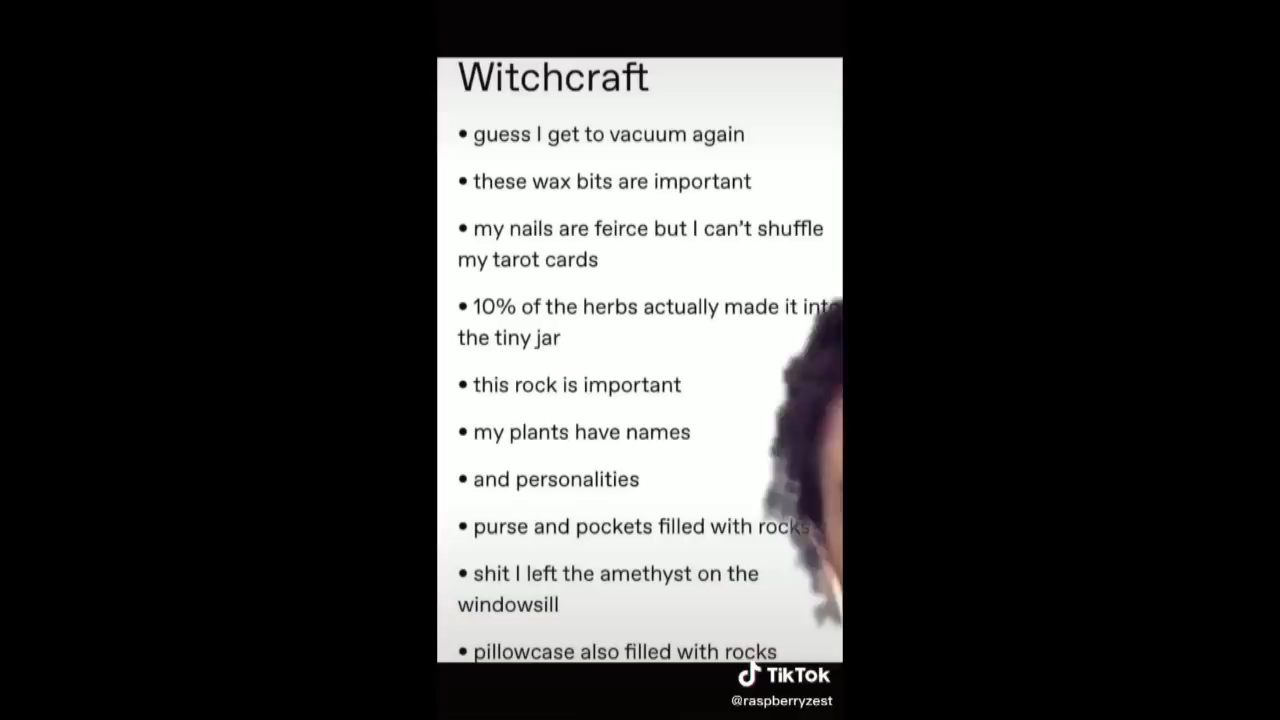 Witchcraft
• guess I get to vacuum again
• these wax bits are important
• my nails are feirce but I can't shuffle
my tarot cards
• 10% of the herbs actually made it into
the tiny jar
• this rock is important
• my plants have names
• and personalities
• purse and pockets filled with rocks
• shit I left the amethyst on the
windowsill
• pillowcase also filled with rocks
TikTok
@raspberryzest